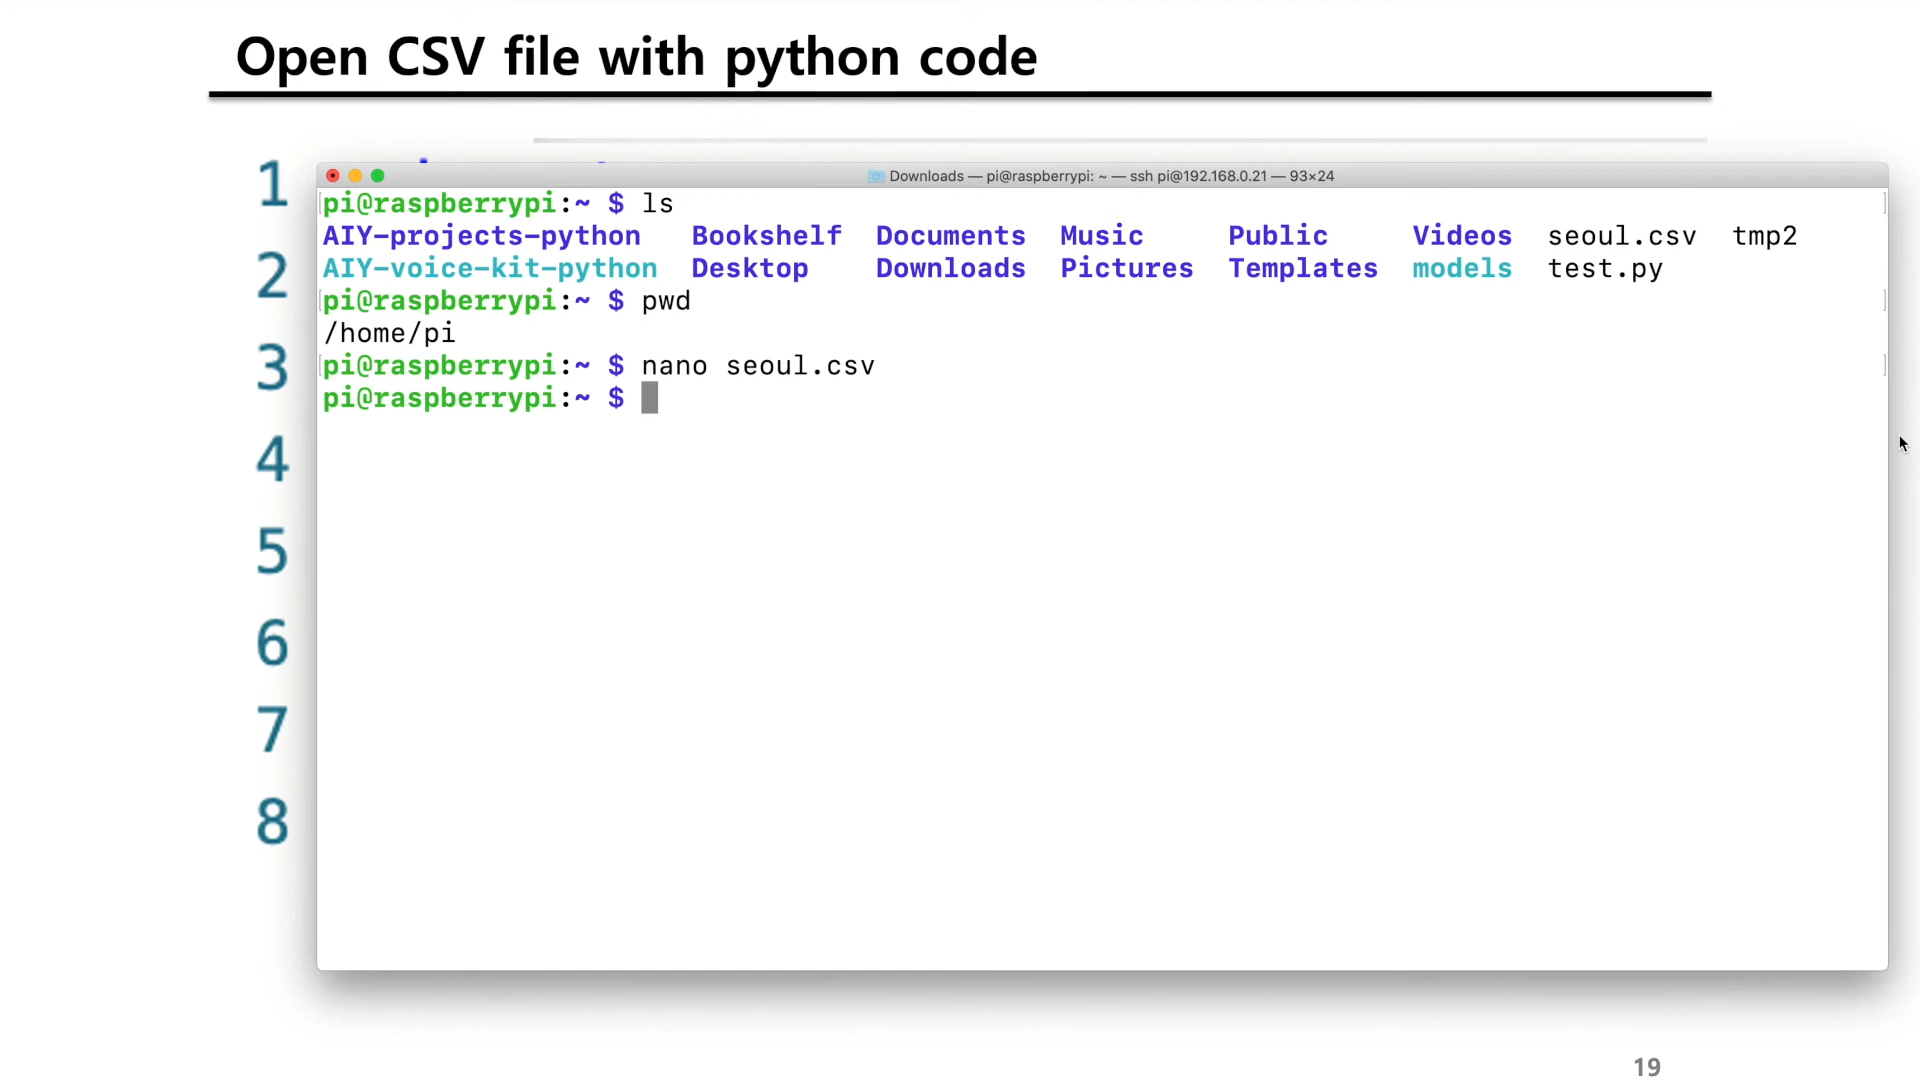 Open CSV file with python code
1
2
3
4
5
6
7
8
Downloads — pi@raspberrypi: ~ — ssh pi@192.168.0.21 — 93×24
pi@raspberrypi:~ $ ls
AIY-projects-python Bookshelf Documents Music Public Videos seoul.csv tmp2
AIY-voice-kit-python Desktop Downloads Pictures Templates models test.py
pi@raspberrypi:~ $ pwd
/home/pi
pi@raspberrypi:~ $ nano seoul.csv
pi@raspberrypi:~ $
19